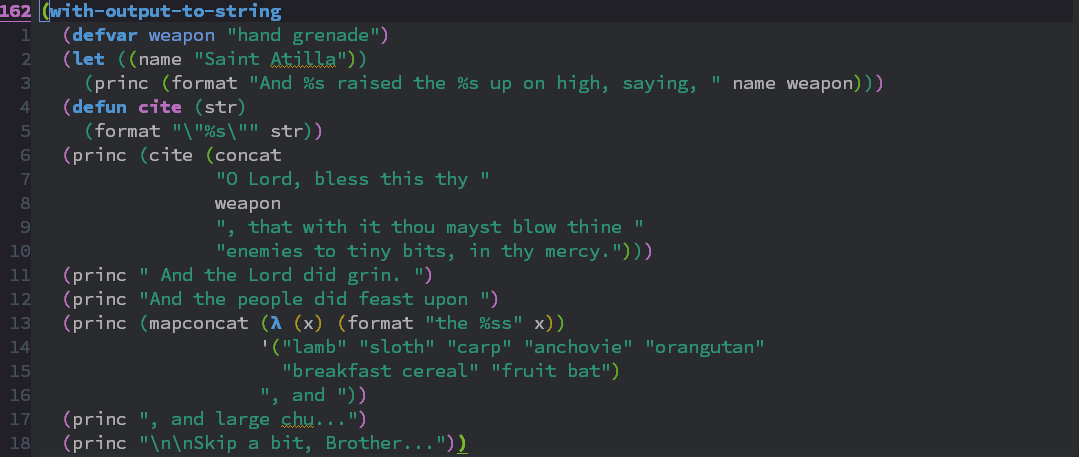 162 (with-output-to-string
1 (defvar weapon "hand grenade")
2 (let ((name "Saint Atilla"))
3 (princ (format "And %s raised the %s up on high, saying, " name weapon)))
4 (defun cite (str)
5 (format "\"%s\"" str))
6 (princ (cite (concat
7 "O Lord, bless this thy "
8 weapon
9 ", that with it thou mayst blow thine "
10 "enemies to tiny bits, in thy mercy.")))
11 (princ " And the Lord did grin. ")
12 (princ "And the people did feast upon ")
13 (princ (mapconcat (λ (x) (format "the %ss" x))
14 '("lamb" "sloth" "carp" "anchovie" "orangutan"
15 "breakfast cereal" "fruit bat")
16 ", and "))
17 (princ ", and large chu...")
18 (princ "\n\nSkip a bit, Brother..."))